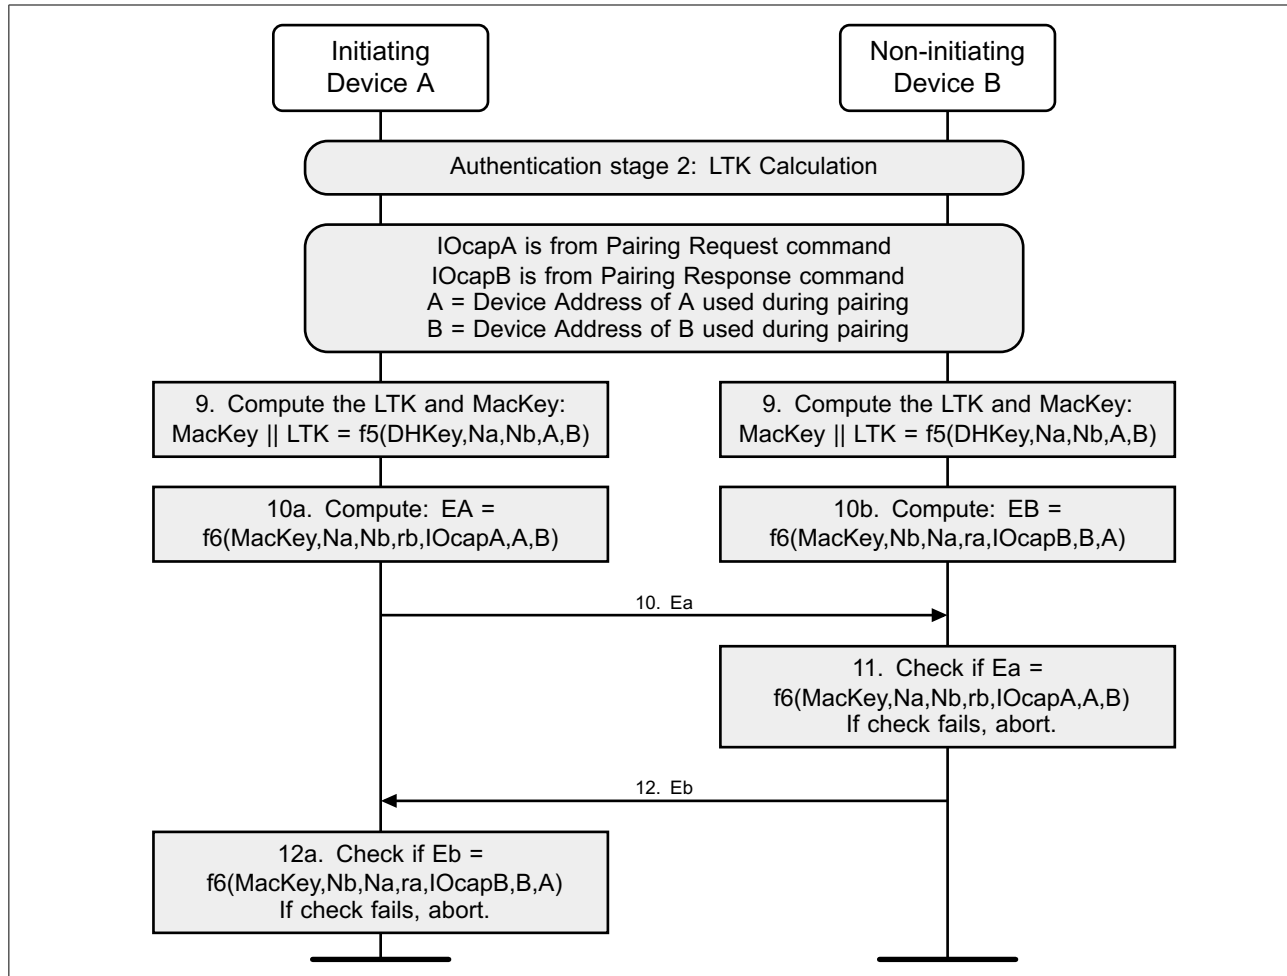 Initiating
Device A
Non-initiating
Device B
Authentication stage 2: LTK Calculation
IOcapA is from Pairing Request command
IOcapB is from Pairing Response command
A = Device Address of A used during pairing
B = Device Address of B used during pairing
9. Compute the LTK and MacKey:
MacKey || LTK = f5(DHKey,Na,Nb,A,B)
9. Compute the LTK and MacKey:
MacKey || LTK = f5(DHKey,Na,Nb,A,B)
10a. Compute: EA =
f6(MacKey,Na,Nb,rb,IOcapA,A,B)
10b. Compute: EB =
f6(MacKey,Nb,Na,ra,IOcapB,B,A)
10. Ea
11. Check if Ea =
f6(MacKey,Na,Nb,rb,IOcapA,A,B)
If check fails, abort.
12. Eb
12a. Check if Eb =
f6(MacKey,Nb,Na,ra,IOcapB,B,A)
If check fails, abort.